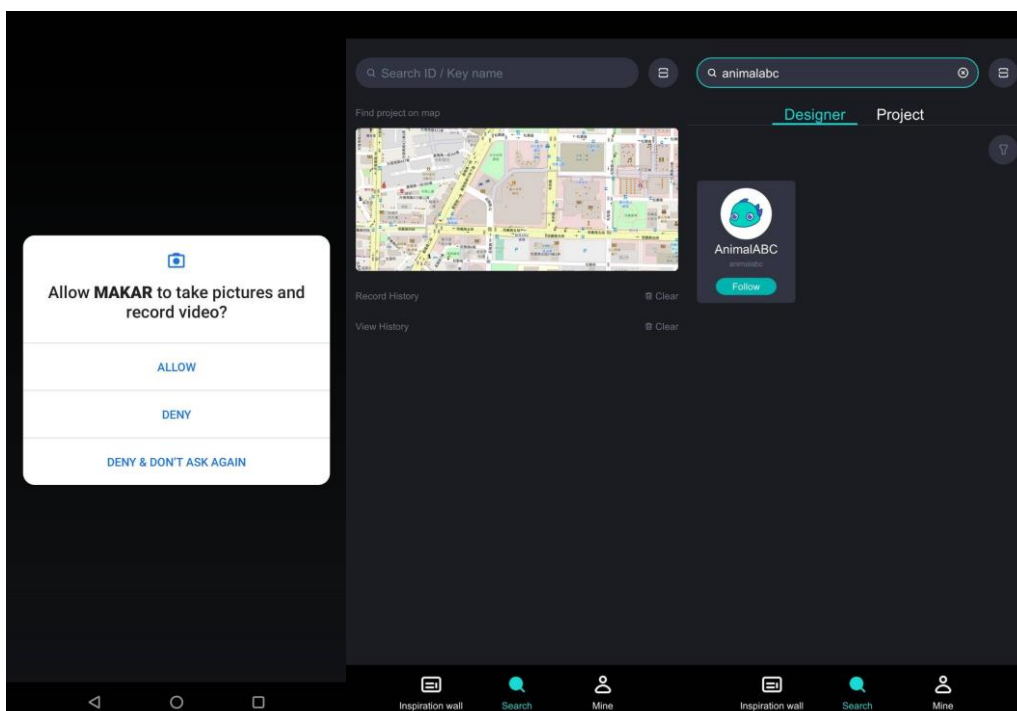 Allow MAKAR to take pictures and
record video?
ALLOW
DENY
DENY & DON'T ASK AGAIN
Search ID / Key name
Find project on map
Record History
Clear
View History
Clear
Inspiration wall
Search
Mine
animalabc
Designer
Project
AnimalABC
animalabc
Follow
Inspiration wall
Search
Mine